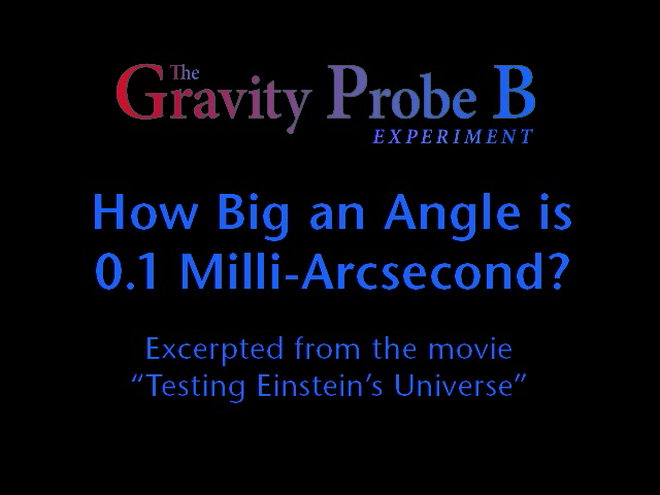 The
Gravity Probe B
EXPERIMENT
How Big an Angle is
0.1 Milli-Arcsecond?
Excerpted from the movie
“Testing Einstein’s Universe”